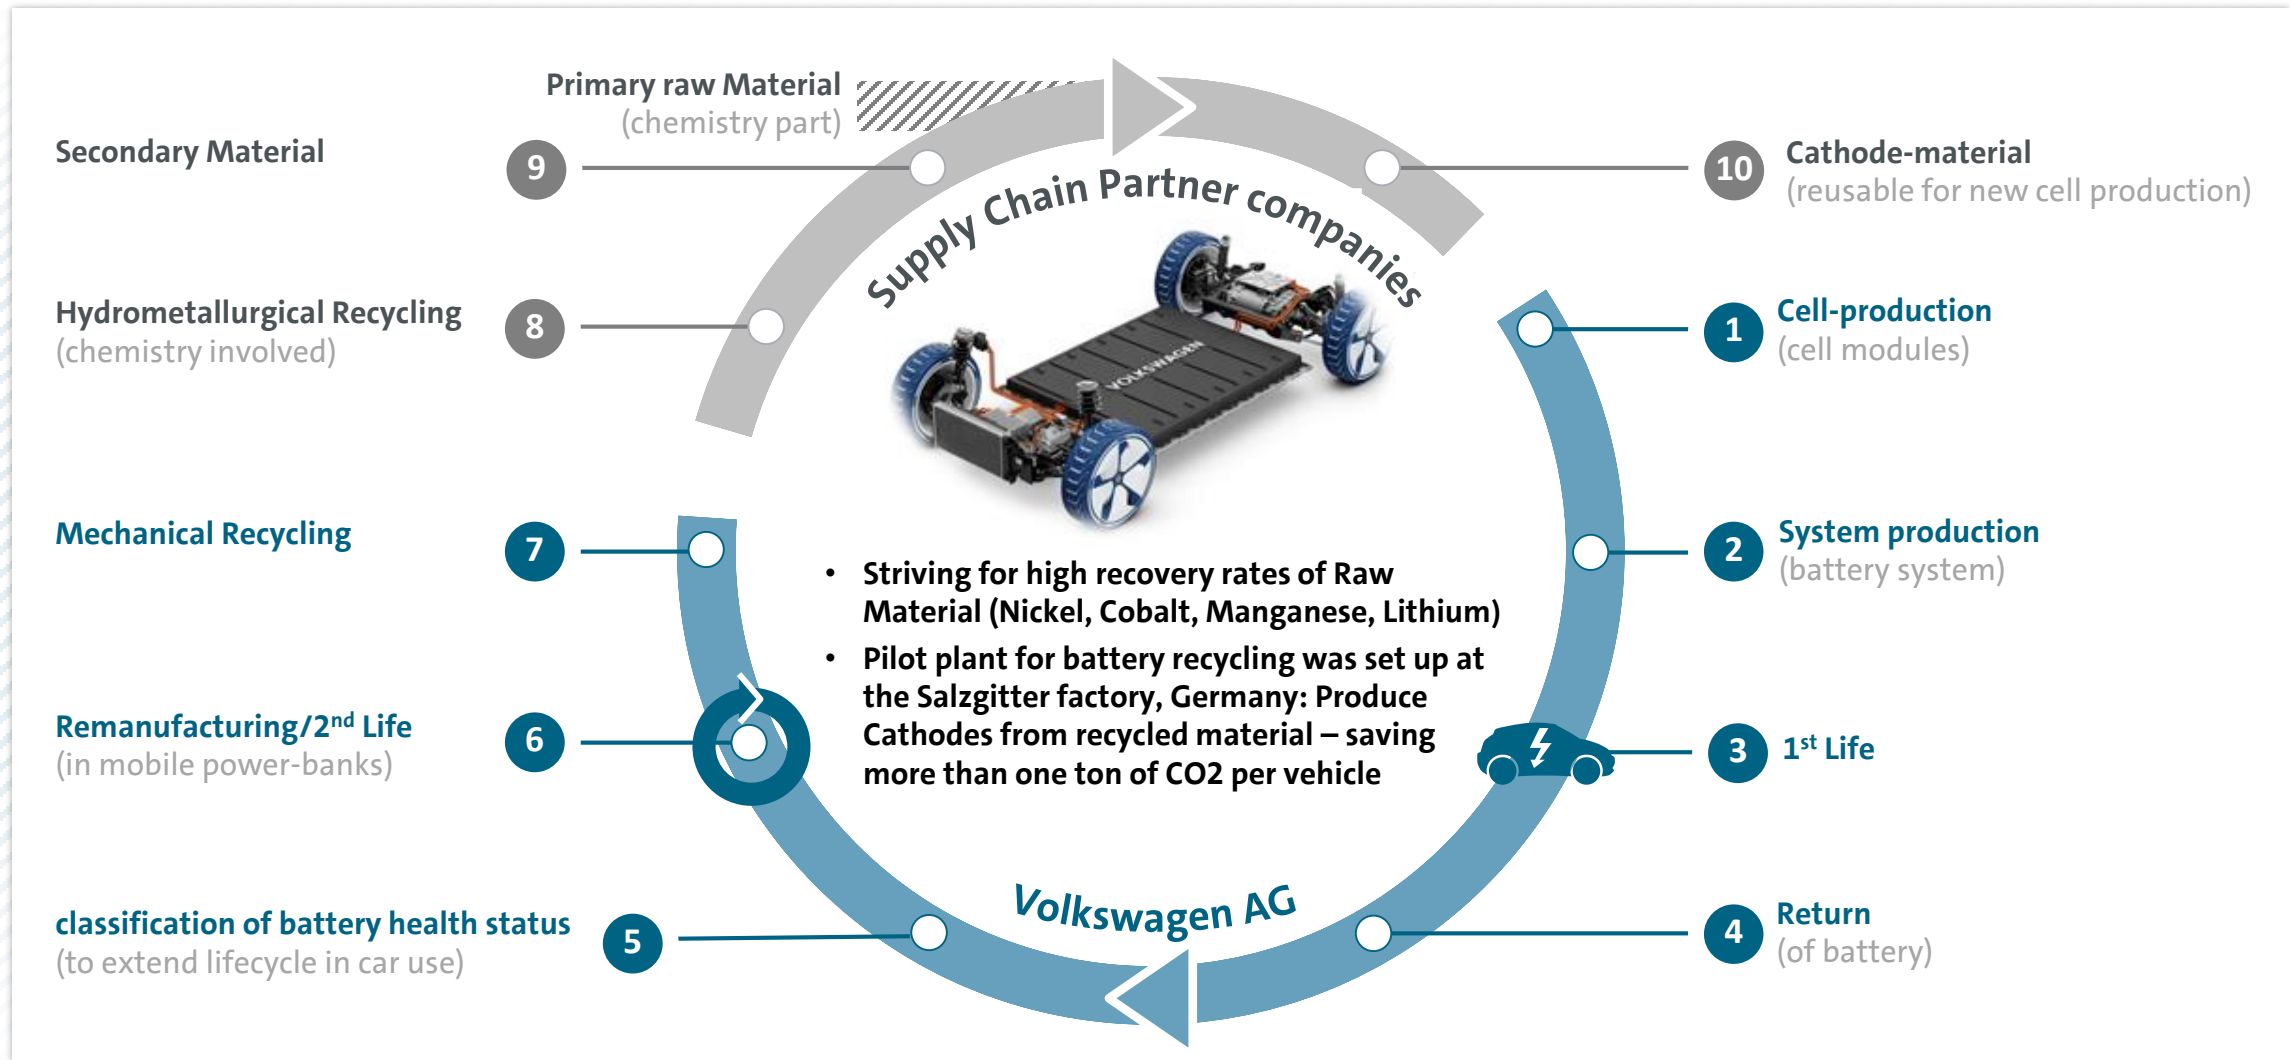 Primary raw Material
(chemistry part)
Secondary Material
9
10
Cathode-material
(reusable for new cell production)
Supply Chain Partner companies
Hydrometallurgical Recycling
(chemistry involved)
8
1
Cell-production
(cell modules)
VOLKSWAGEN
Mechanical Recycling
7
2
System production
(battery system)
• Striving for high recovery rates of Raw
Material (Nickel, Cobalt, Manganese, Lithium)
• Pilot plant for battery recycling was set up at
the Salzgitter factory, Germany: Produce
Cathodes from recycled material – saving
more than one ton of CO2 per vehicle
Remanufacturing/2nd Life
(in mobile power-banks)
6
3
1st Life
Volkswagen AG
classification of battery health status
(to extend lifecycle in car use)
5
4
Return
(of battery)